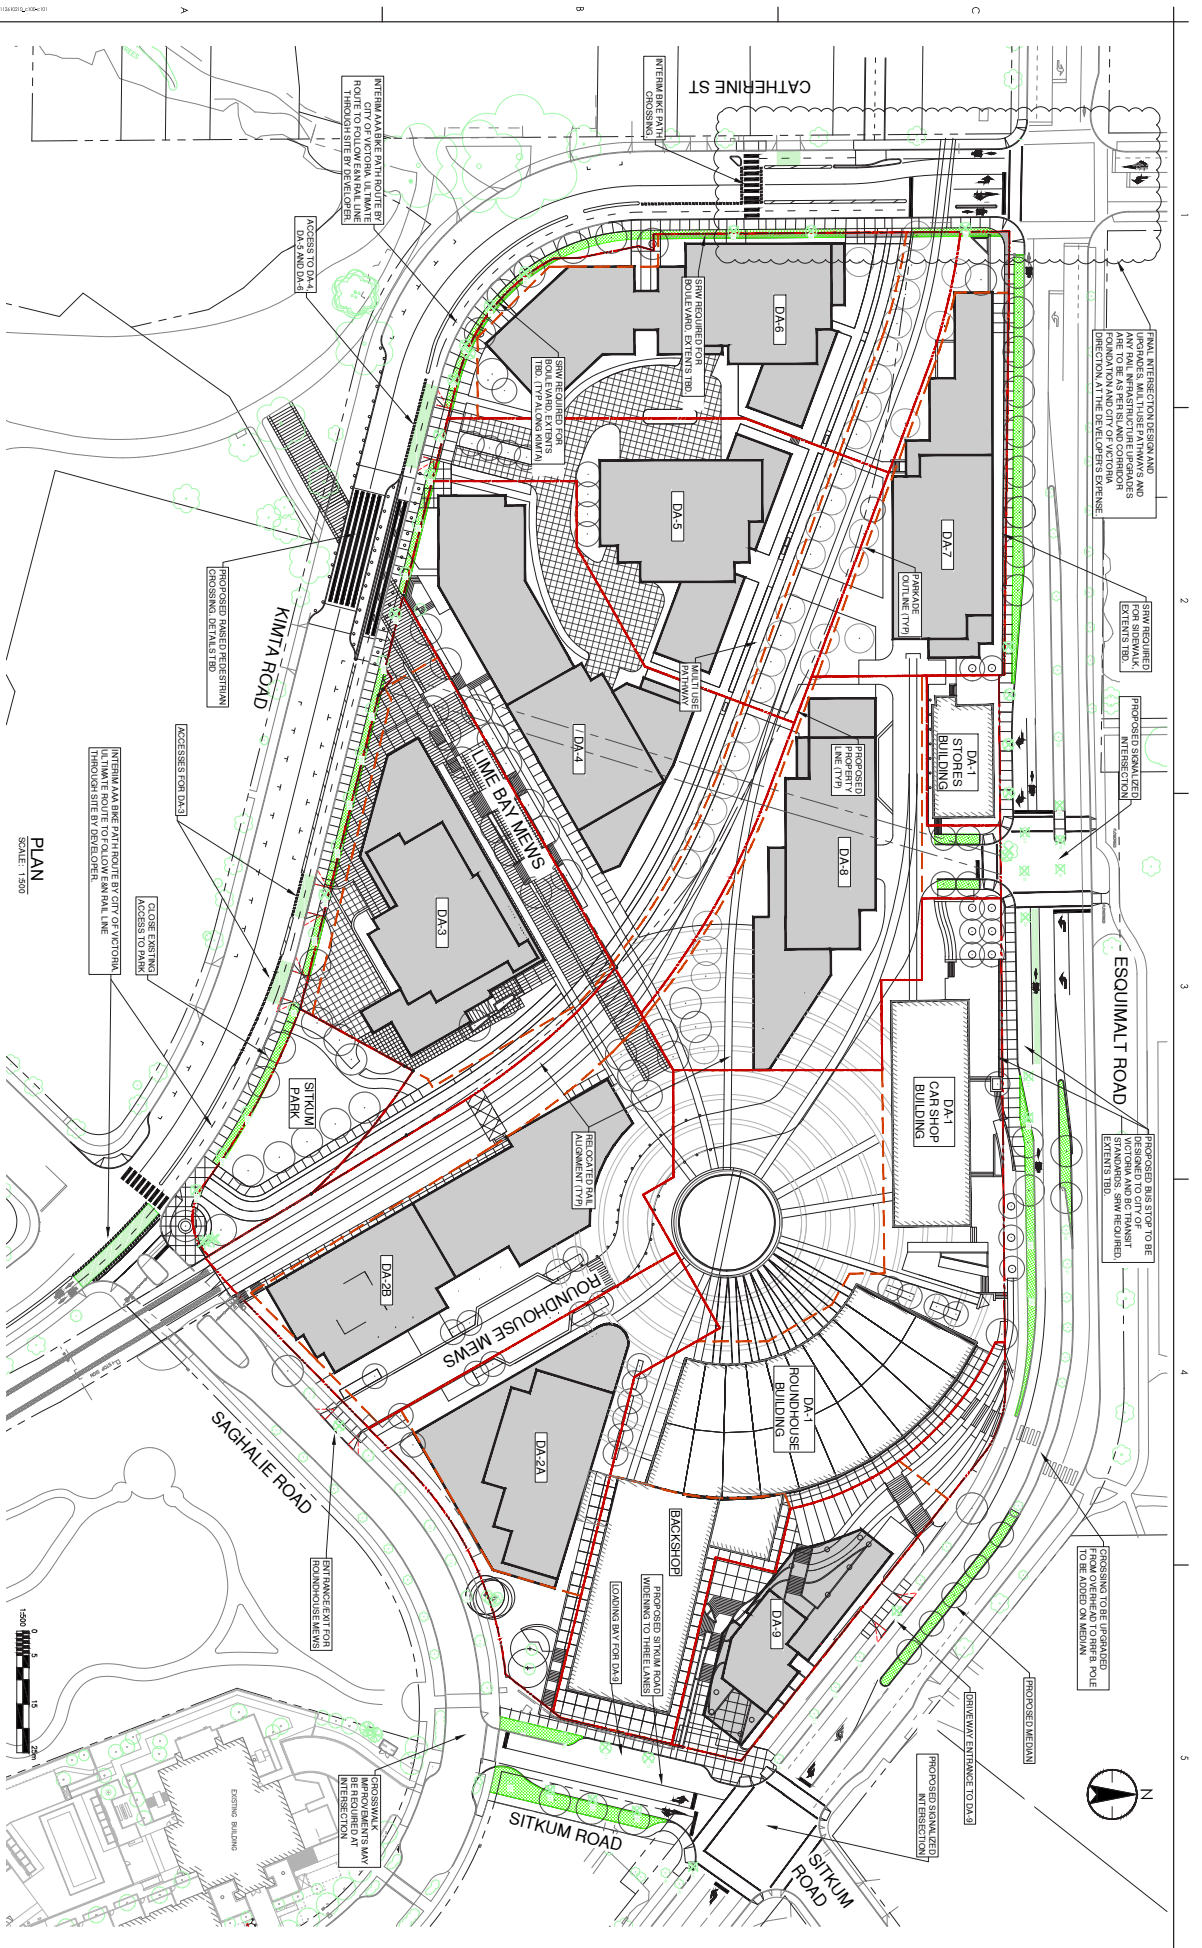 A
B
C
1
2
3
4
5
CATHERINE ST
INTERIM BIKE PATH
CROSSING.
INTERIM AAA BIKE PATH ROUTE BY
CITY OF VICTORIA, ULTIMATE
ROUTE TO FOLLOW E&N RAIL LINE
THROUGH SITE BY DEVELOPER.
ACCESS TO DA-4,
DA-5 AND DA-6
FINAL INTERSECTION DESIGN AND
UPGRADES, MULTI-USE PATHWAYS AND
ANY RAIL INFRASTRUCTURE UPGRADES
ARE TO BE AS PER ISLAND CORRIDOR
FOUNDATION AND CITY OF VICTORIA
DIRECTION, AT THE DEVELOPER'S EXPENSE.
SRW REQUIRED FOR
BOULEVARD, EXTENTS TBD.
DA-6
SRW REQUIRED FOR
BOULEVARD, EXTENTS
TBD. (TYP ALONG KIMTA)
DA-5
DA-7
PARKADE
OUTLINE (TYP)
SRW REQUIRED
FOR SIDEWALK,
EXTENTS TBD.
MULTI USE
PATHWAY
PROPOSED
PROPERTY
LINE (TYP)
PROPOSED SIGNALIZED
INTERSECTION
DA-1
STORES
BUILDING
DA-4
LIME BAY MEWS
DA-8
KIMTA ROAD
PROPOSED RAISED PEDESTRIAN
CROSSING, DETAILS TBD
ACCESSES FOR DA-3
INTERIM AAA BIKE PATH ROUTE BY CITY OF VICTORIA,
ULTIMATE ROUTE TO FOLLOW E&N RAIL LINE
THROUGH SITE BY DEVELOPER.
CLOSE EXISTING
ACCESS TO PARK
PLAN
SCALE: 1:500
DA-3
SITKUM
PARK
ESQUIMALT ROAD
DA-1
CAR SHOP
BUILDING
PROPOSED BUS STOP TO BE
DESIGNED TO CITY OF
VICTORIA AND BC TRANSIT
STANDARDS. SRW REQUIRED,
EXTENTS TBD.
RELOCATED RAIL
ALIGNMENT (TYP)
DA-2B
ROUNDHOUSE MEWS
DA-2A
DA-1
ROUNDHOUSE
BUILDING
BACKSHOP
DA-9
SAGHALIE ROAD
ENTRANCE/EXIT FOR
ROUNDHOUSE MEWS
LOADING BAY FOR DA-9
PROPOSED SITKUM ROAD
WIDENING TO THREE LANES
CROSSING TO BE UPGRADED
FROM OVERHEAD TO RRFB. POLE
TO BE ADDED ON MEDIAN
PROPOSED MEDIAN
DRIVEWAY ENTRANCE TO DA-9
PROPOSED SIGNALIZED
INTERSECTION
SITKUM
ROAD
SITKUM ROAD
CROSSWALK
IMPROVEMENTS MAY
BE REQUIRED AT
INTERSECTION
EXISTING BUILDING
1:500
0 5 15 25m
N